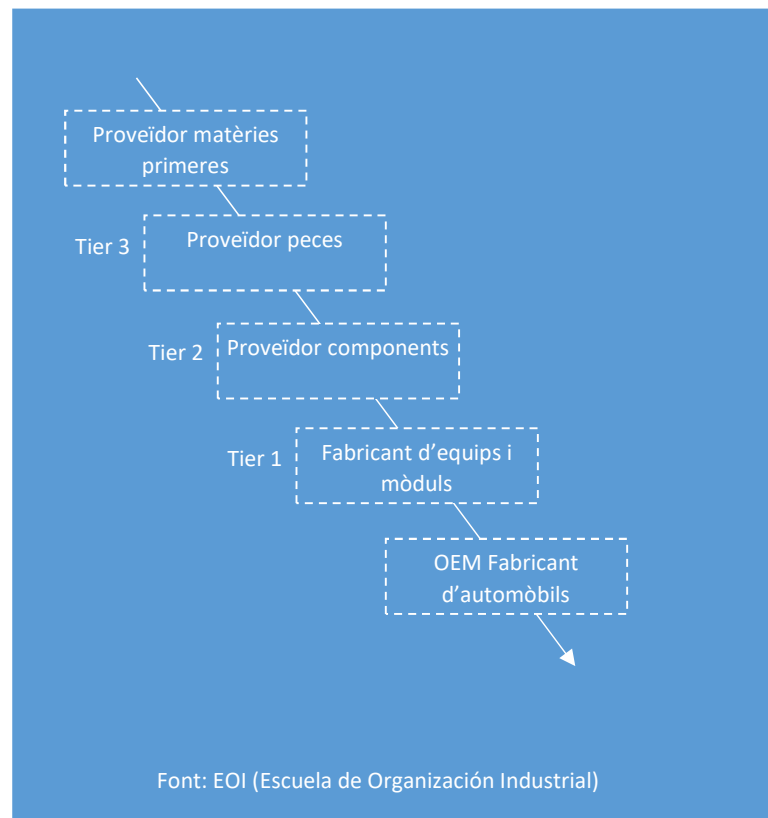 Proveïdor matèries
primeres
Tier 3
Proveïdor peces
Tier 2
Proveïdor components
Tier 1
Fabricant d’equips i
mòduls
OEM Fabricant
d’automòbils
Font: EOI (Escuela de Organización Industrial)